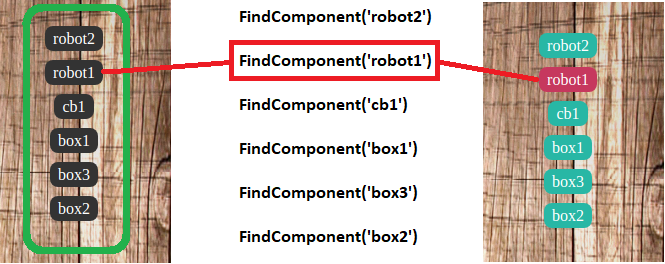 robot2
robot1
cb1
box1
box3
box2
FindComponent('robot2')
FindComponent('robot1')
FindComponent('cb1')
FindComponent('box1')
FindComponent('box3')
FindComponent('box2')
robot2
robot1
cb1
box1
box3
box2